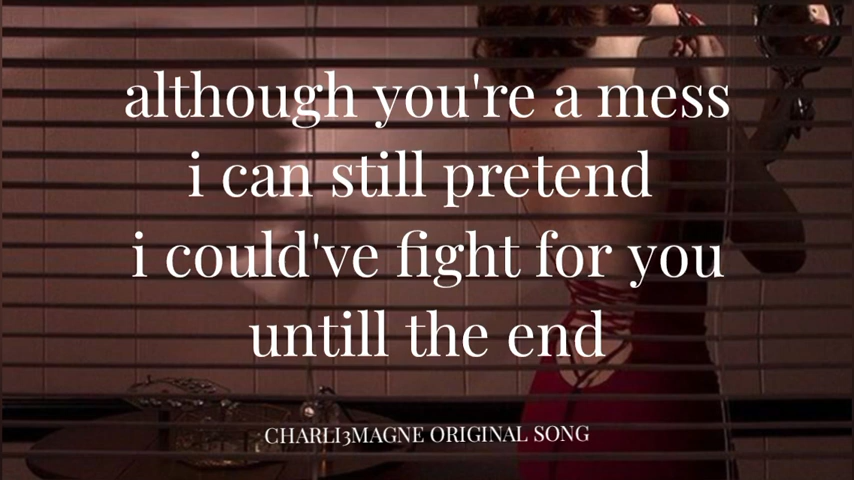 although you're a mess
i can still pretend
i could've fight for you
untill the end
CHARLI3MAGNE ORIGINAL SONG